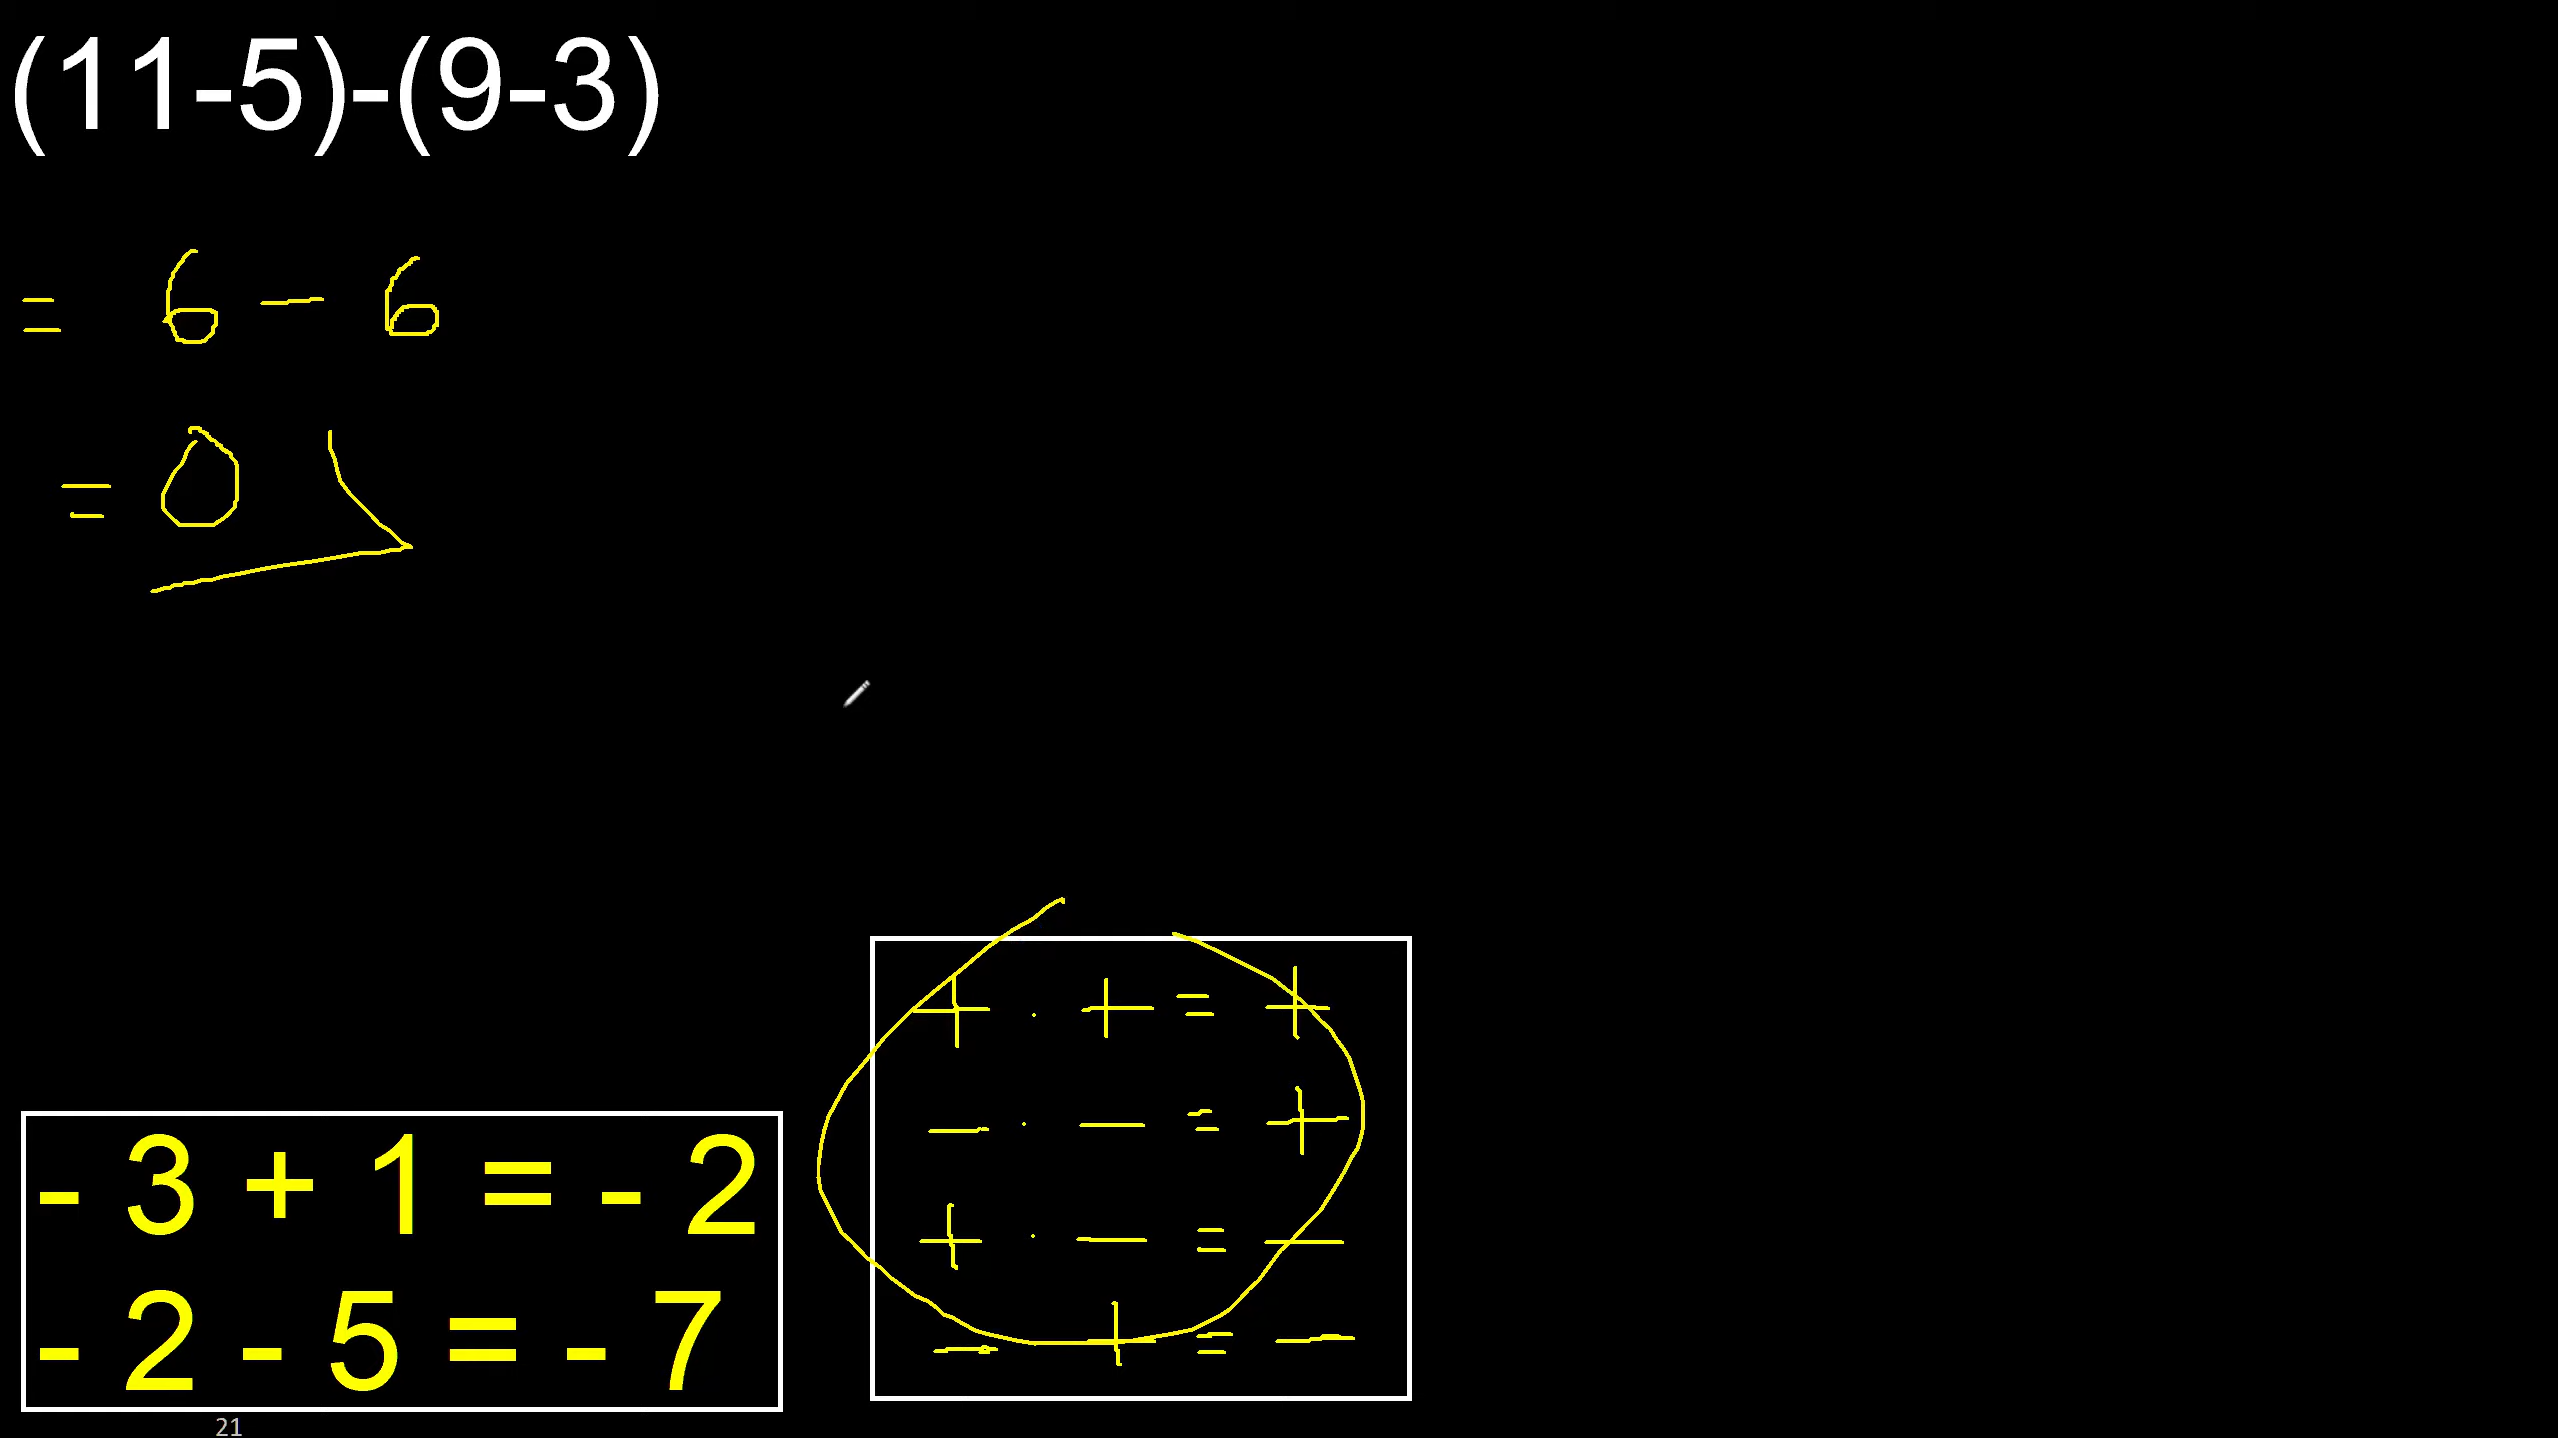 (11-5)-(9-3)
= 6 - 6
= 0
- 3 + 1 = - 2
- 2 - 5 = - 7
+ . + = +
- . - = +
+ . - = -
- . + = -
21